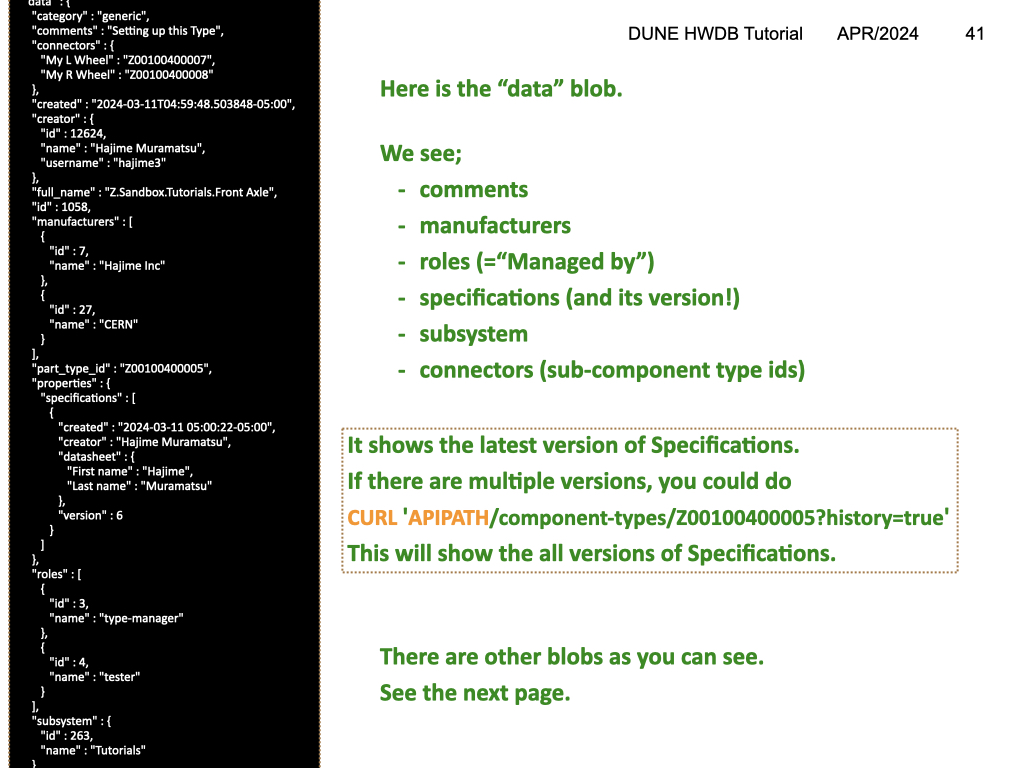 data" : {
"category" : "generic",
"comments" : "Setting up this Type",
"connectors" : {
"My L Wheel" : "Z00100400007",
"My R Wheel" : "Z00100400008"
},
"created" : "2024-03-11T04:59:48.503848-05:00",
"creator" : {
"id" : 12624,
"name" : "Hajime Muramatsu",
"username" : "hajime3"
},
"full_name" : "Z.Sandbox.Tutorials.Front Axle",
"id" : 1058,
"manufacturers" : [
{
"id" : 7,
"name" : "Hajime Inc"
},
{
"id" : 27,
"name" : "CERN"
}
],
"part_type_id" : "Z00100400005",
"properties" : {
"specifications" : [
{
"created" : "2024-03-11 05:00:22-05:00",
"creator" : "Hajime Muramatsu",
"datasheet" : {
"First name" : "Hajime",
"Last name" : "Muramatsu"
},
"version" : 6
}
]
},
"roles" : [
{
"id" : 3,
"name" : "type-manager"
},
{
"id" : 4,
"name" : "tester"
}
],
"subsystem" : {
"id" : 263,
"name" : "Tutorials"
}
DUNE HWDB Tutorial APR/2024 41
Here is the “data” blob.
We see;
- comments
- manufacturers
- roles (=“Managed by”)
- specifications (and its version!)
- subsystem
- connectors (sub-component type ids)
It shows the latest version of Specifications.
If there are multiple versions, you could do
CURL 'APIPATH/component-types/Z00100400005?history=true'
This will show the all versions of Specifications.
There are other blobs as you can see.
See the next page.